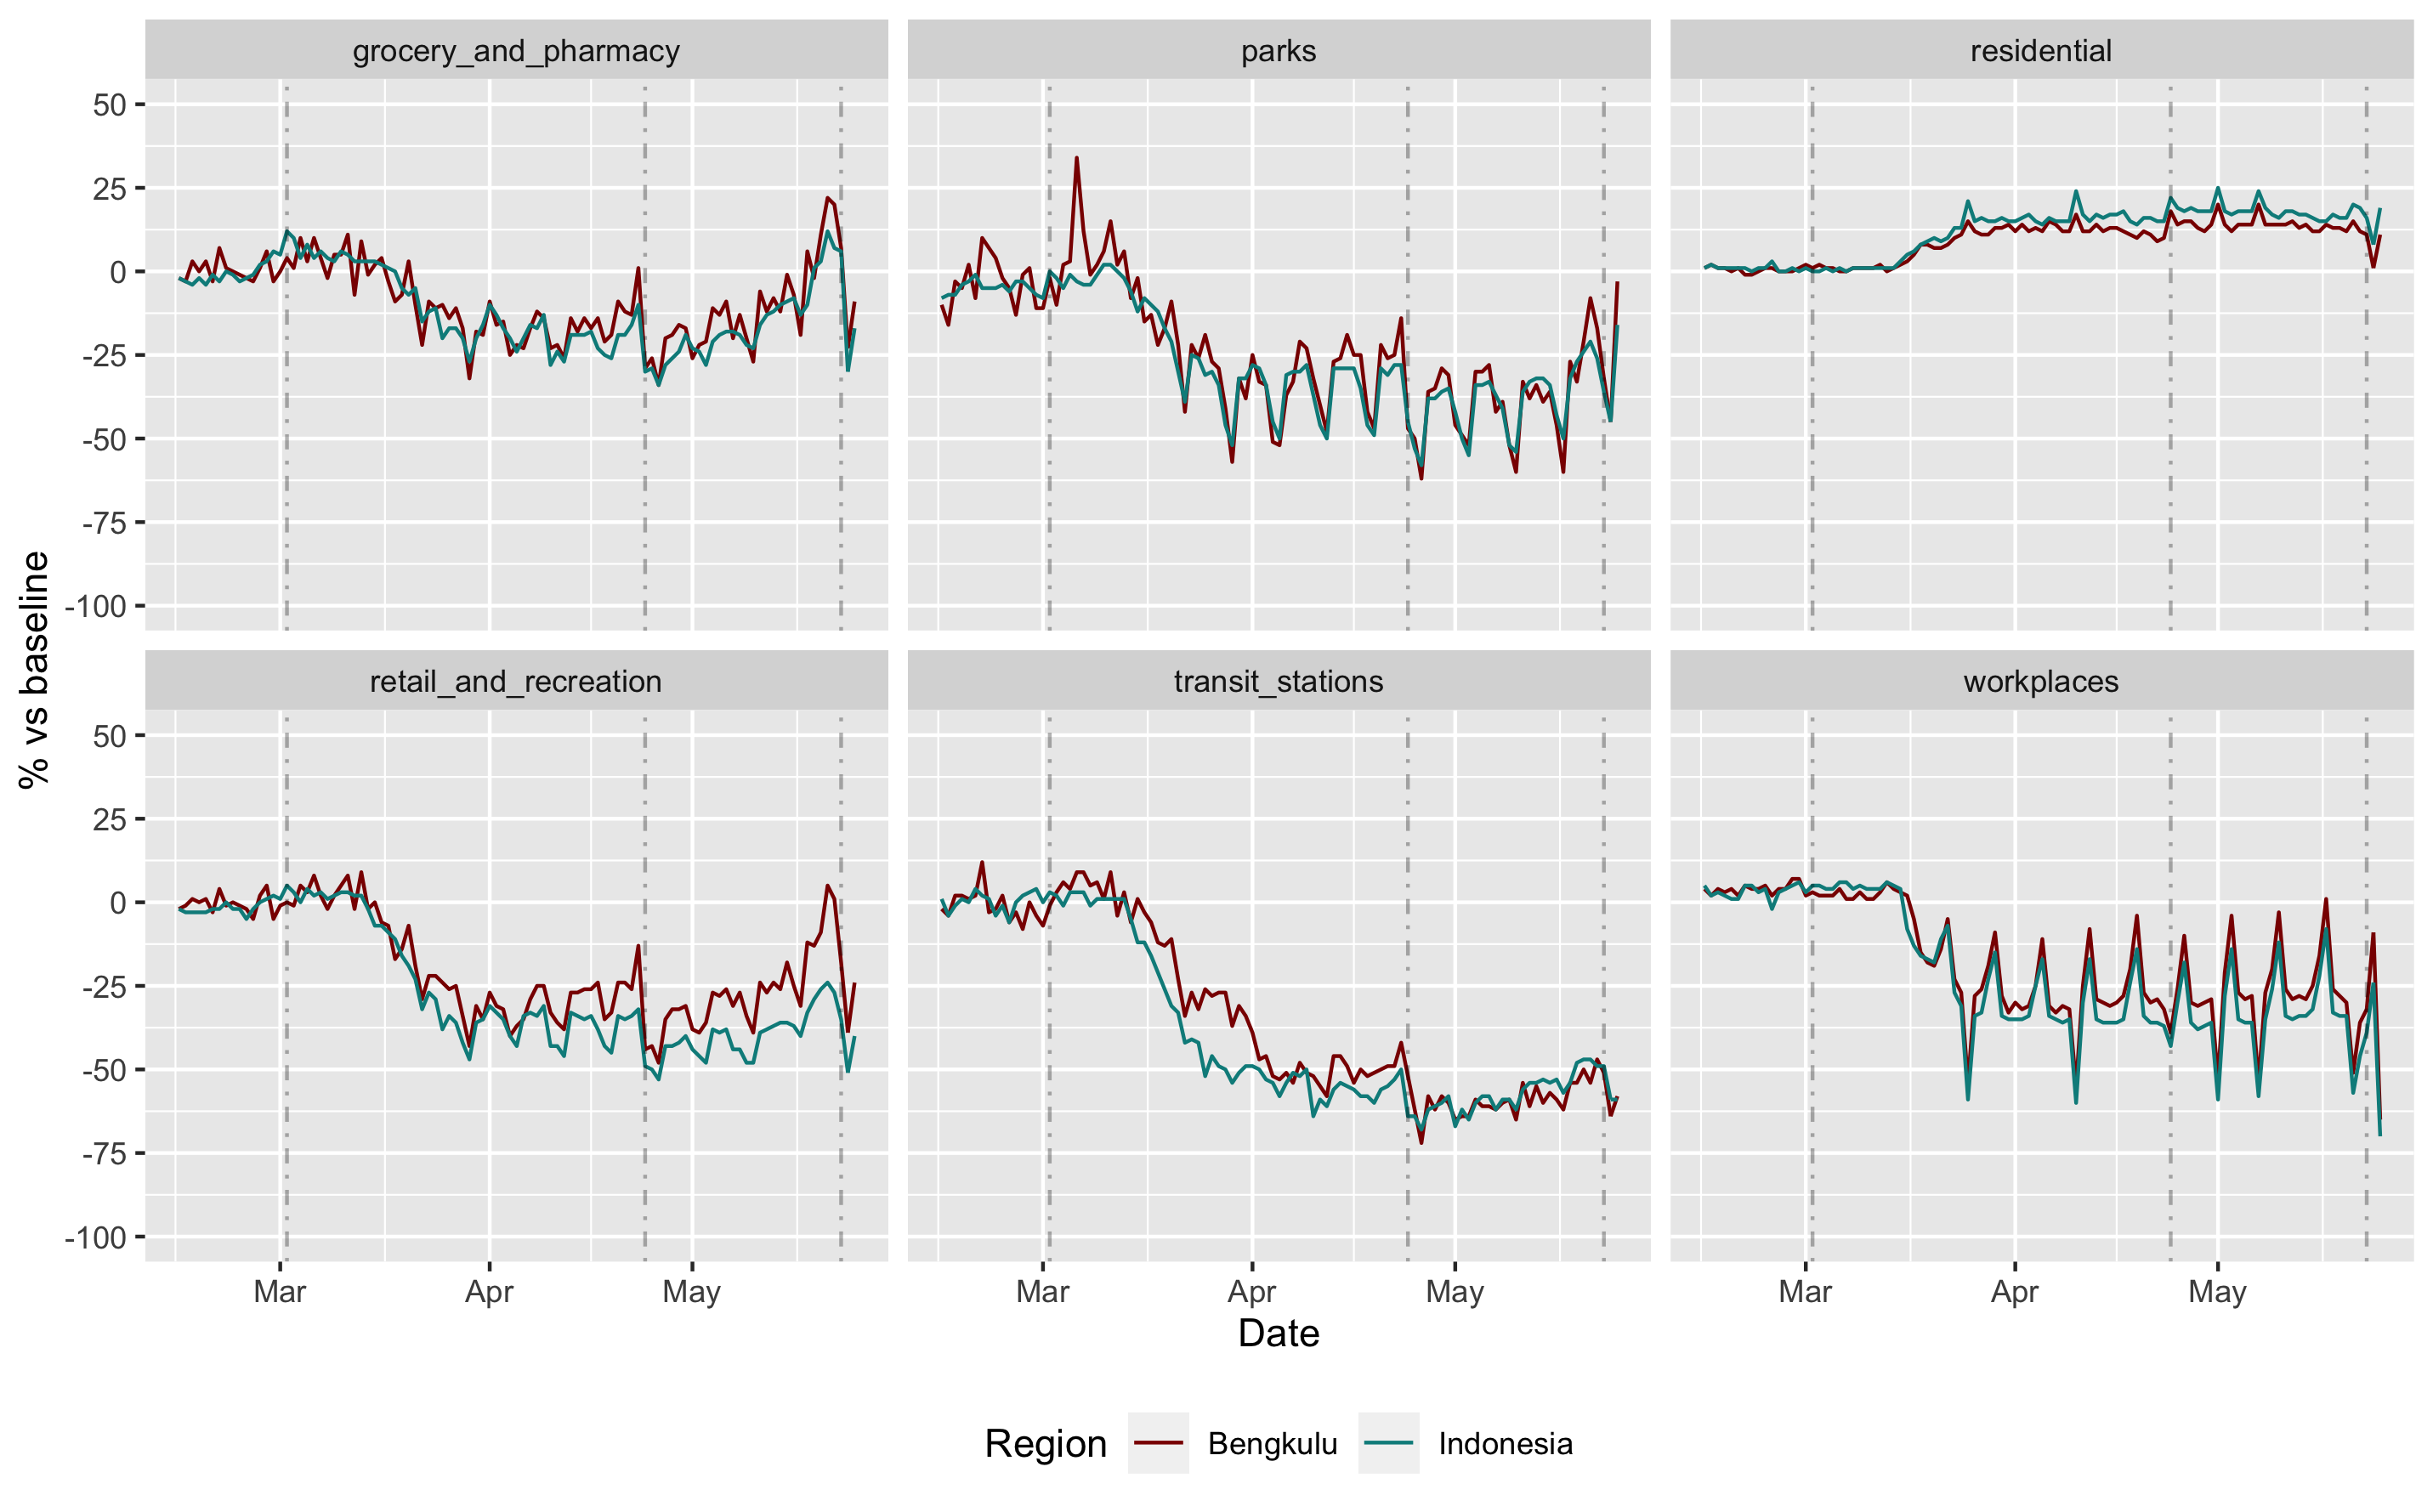 grocery_and_pharmacy
parks
residential
50
25
0
-25
-50
-75
-100
% vs baseline
retail_and_recreation
transit_stations
workplaces
50
25
0
-25
-50
-75
-100
Mar Apr May
Mar Apr May
Mar Apr May
Date
Region Bengkulu Indonesia